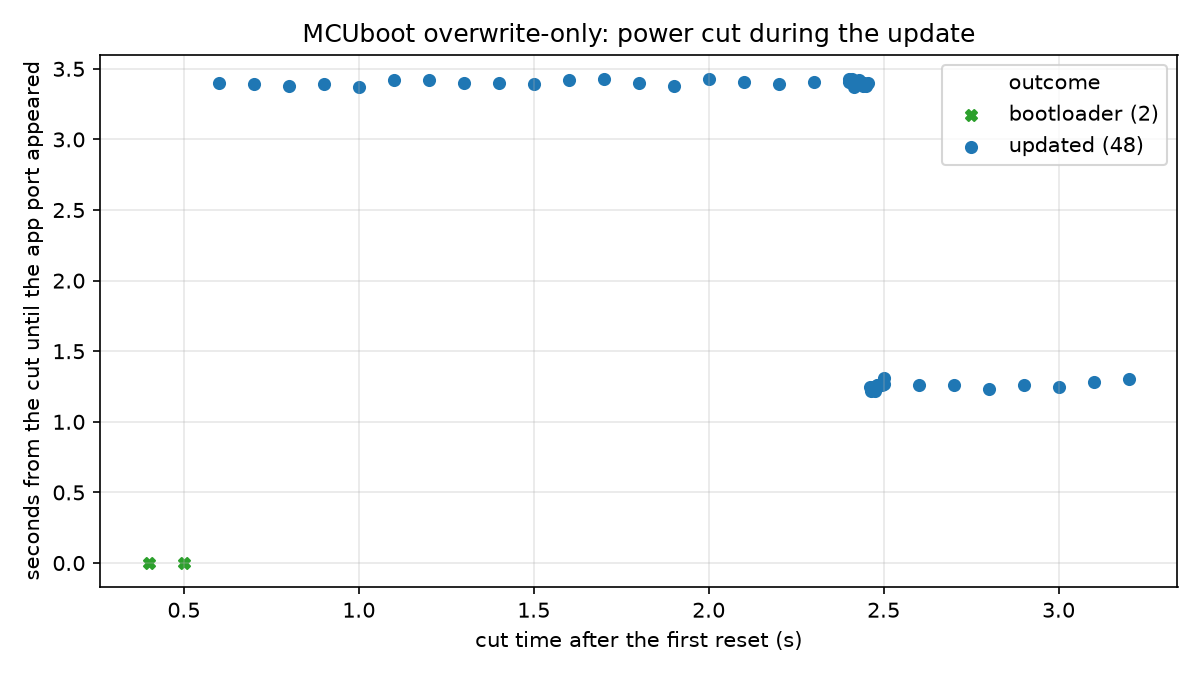 MCUboot overwrite-only: power cut during the update
seconds from the cut until the app port appeared
3.5
3.0
2.5
2.0
1.5
1.0
0.5
0.0
outcome
bootloader (2)
updated (48)
0.5
1.0
1.5
2.0
2.5
3.0
cut time after the first reset (s)